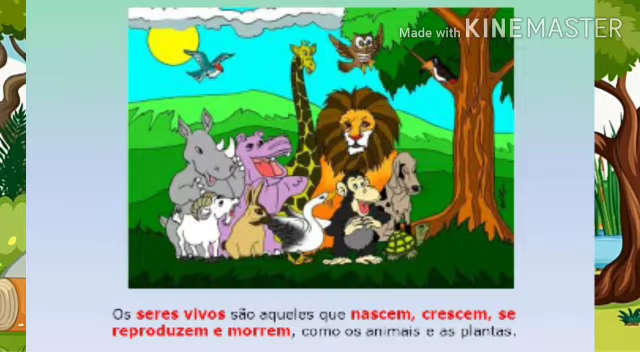 Made with KINEMASTER
Os seres vivos são aqueles que nascem, crescem, se
reproduzem e morrem, como os animais e as plantas.